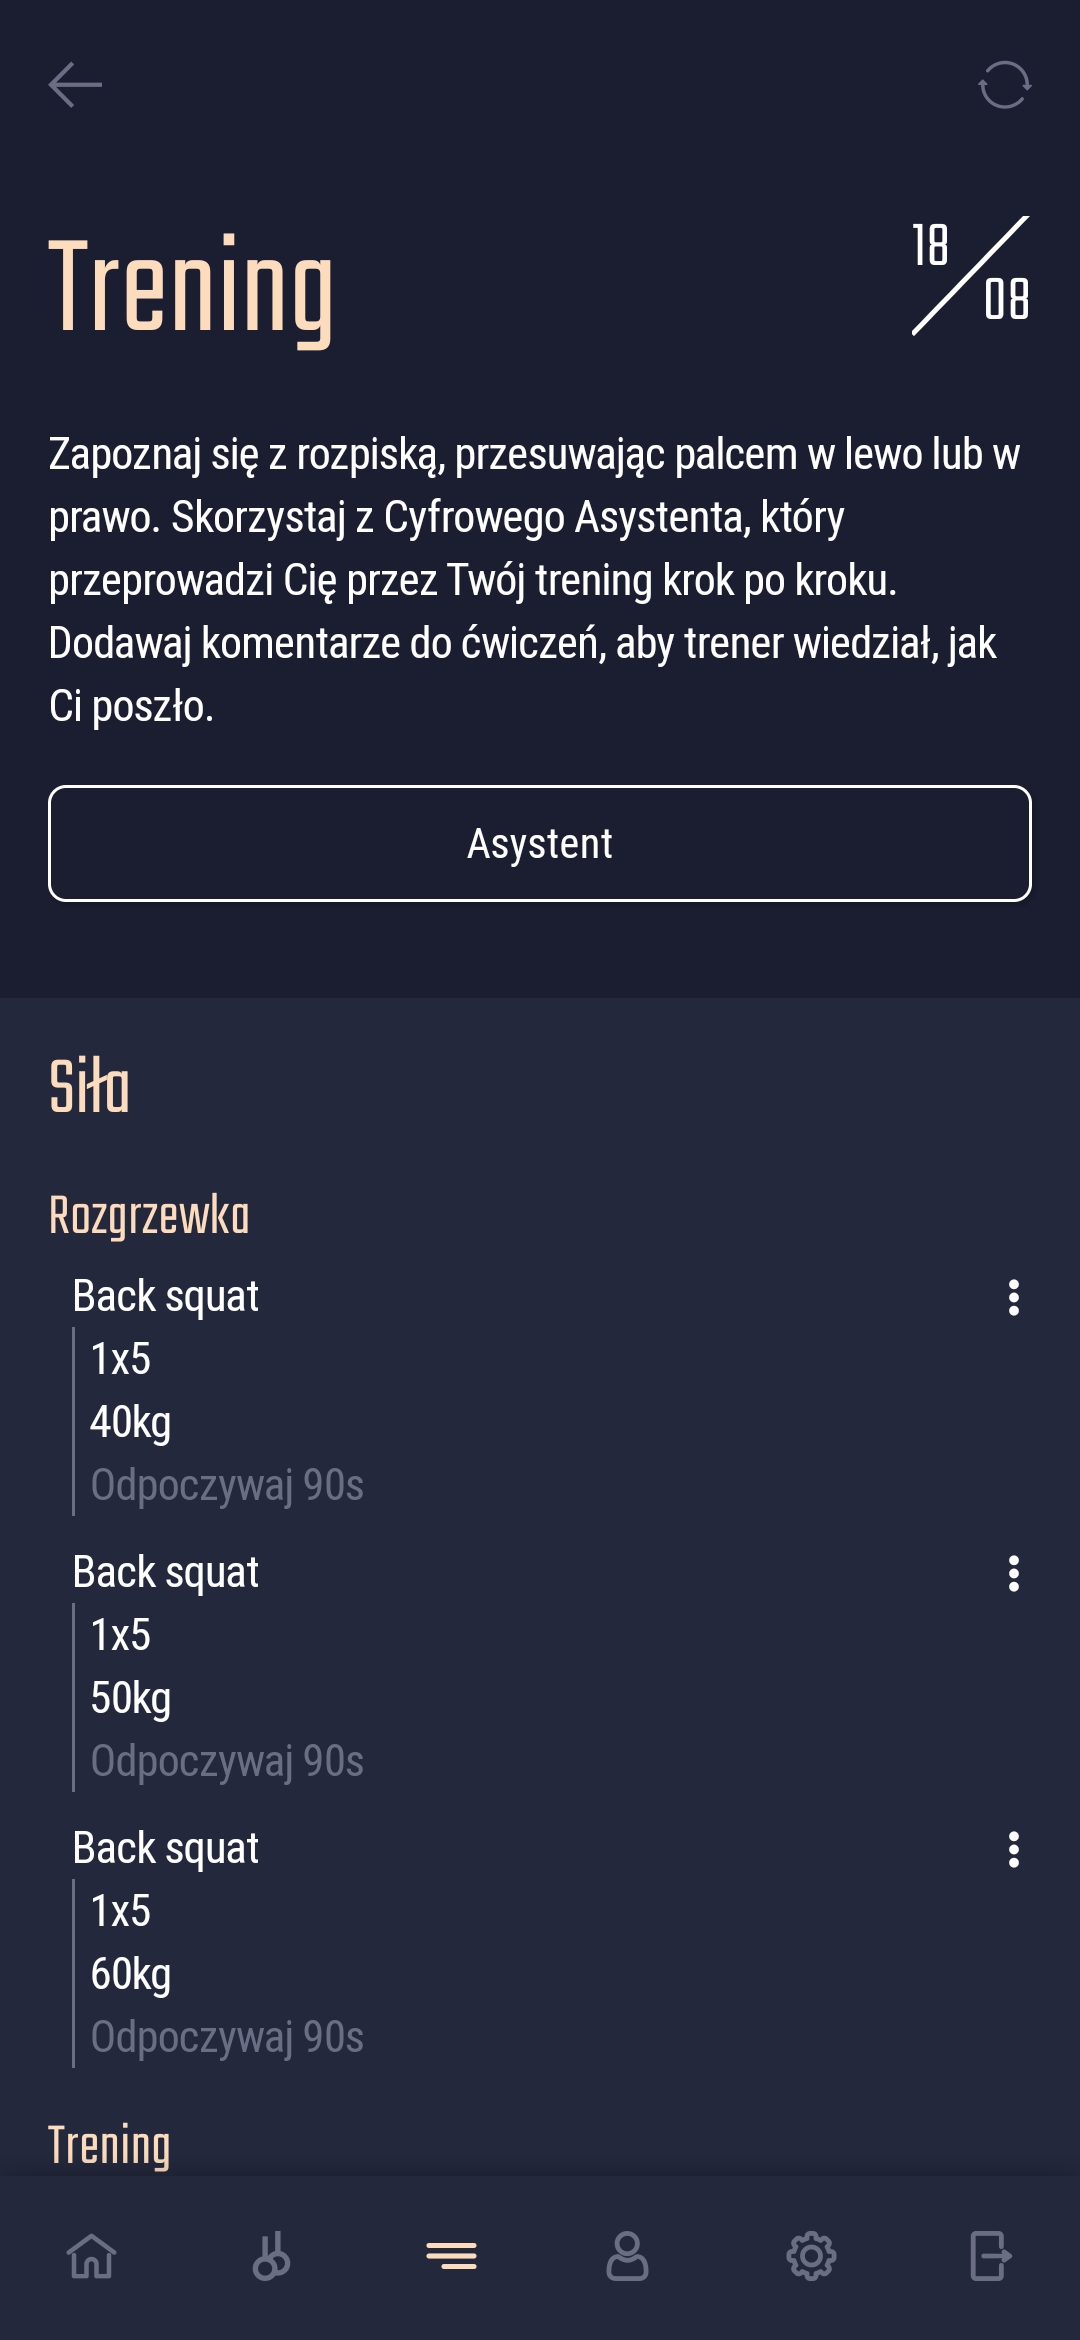 Trening
18
08
Zapoznaj się z rozpiską, przesuwając palcem w lewo lub w
prawo. Skorzystaj z Cyfrowego Asystenta, który
przeprowadzi Cię przez Twój trening krok po kroku.
Dodawaj komentarze do ćwiczeń, aby trener wiedział, jak
Ci poszło.
Asystent
Siła
Rozgrzewka
Back squat
1x5
40kg
Odpoczywaj 90s
Back squat
1x5
50kg
Odpoczywaj 90s
Back squat
1x5
60kg
Odpoczywaj 90s
Trening